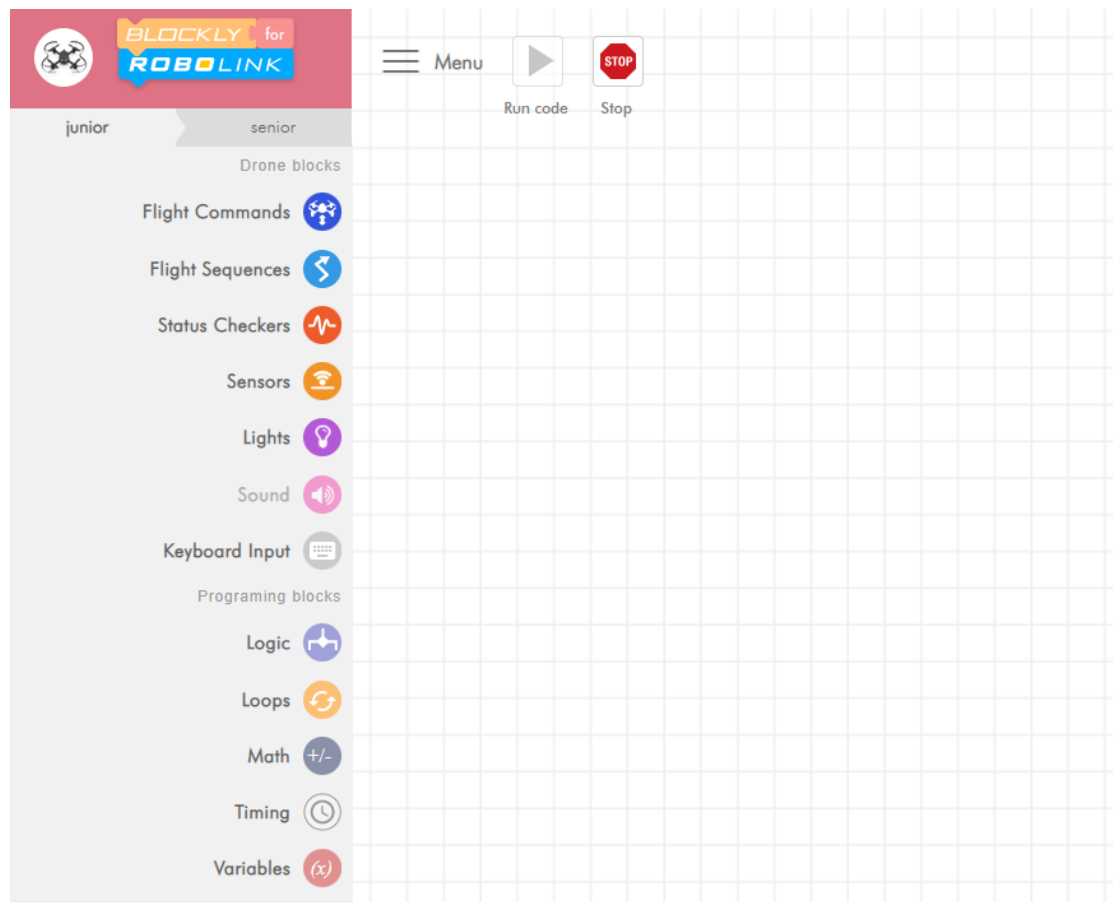 BLOCKLY for
ROBOLINK
Menu
STOP
Run code
Stop
junior
senior
Drone blocks
Flight Commands
Flight Sequences
Status Checkers
Sensors
Lights
Sound
Keyboard Input
Programing blocks
Logic
Loops
Math +/-
Timing
Variables (x)